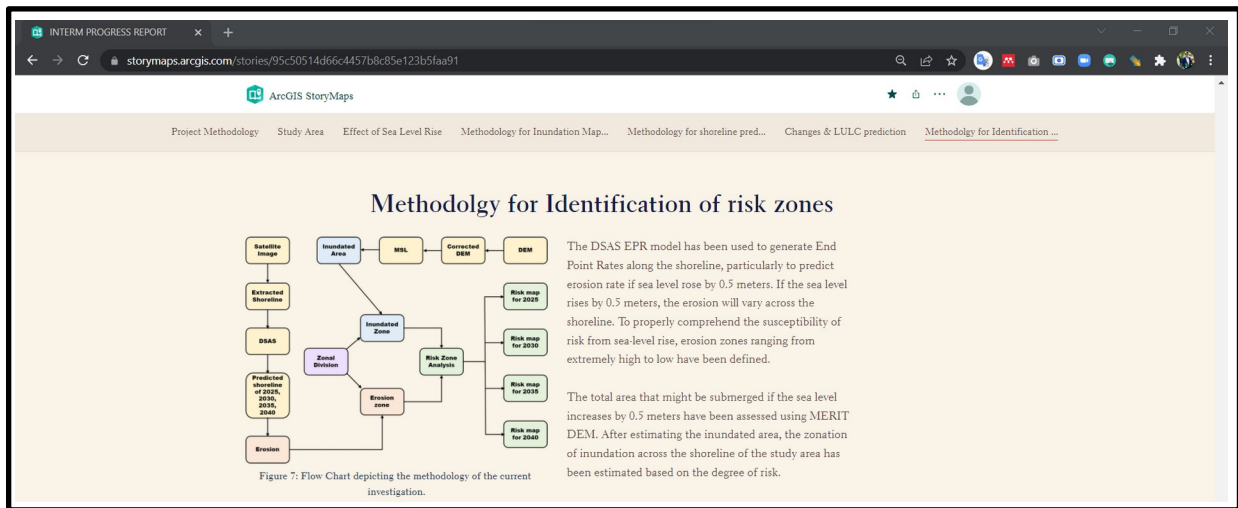 INTERM PROGRESS REPORT
storymaps.arcgis.com/stories/95c50514d66c4457b8c85e123b5faa91
ArcGIS StoryMaps
Project Methodology Study Area Effect of Sea Level Rise Methodology for Inundation Map... Methodology for shoreline pred... Changes & LULC prediction Methodolgy for Identification ...
Methodolgy for Identification of risk zones
Satellite
Image
Inundated
Area
MSL
Corrected
DEM
DEM
Extracted
Shoreline
DSAS
Predicted
shoreline
of 2025,
2030,
2035,
2040
Erosion
Zonal
Division
Inundated
Zone
Erosion
zone
Risk Zone
Analysis
Risk map
for 2025
Risk map
for 2030
Risk map
for 2035
Risk map
for 2040
Figure 7: Flow Chart depicting the methodology of the current
investigation.
The DSAS EPR model has been used to generate End
Point Rates along the shoreline, particularly to predict
erosion rate if sea level rose by 0.5 meters. If the sea level
rises by 0.5 meters, the erosion will vary across the
shoreline. To properly comprehend the susceptibility of
risk from sea-level rise, erosion zones ranging from
extremely high to low have been defined.
The total area that might be submerged if the sea level
increases by 0.5 meters have been assessed using MERIT
DEM. After estimating the inundated area, the zonation
of inundation across the shoreline of the study area has
been estimated based on the degree of risk.